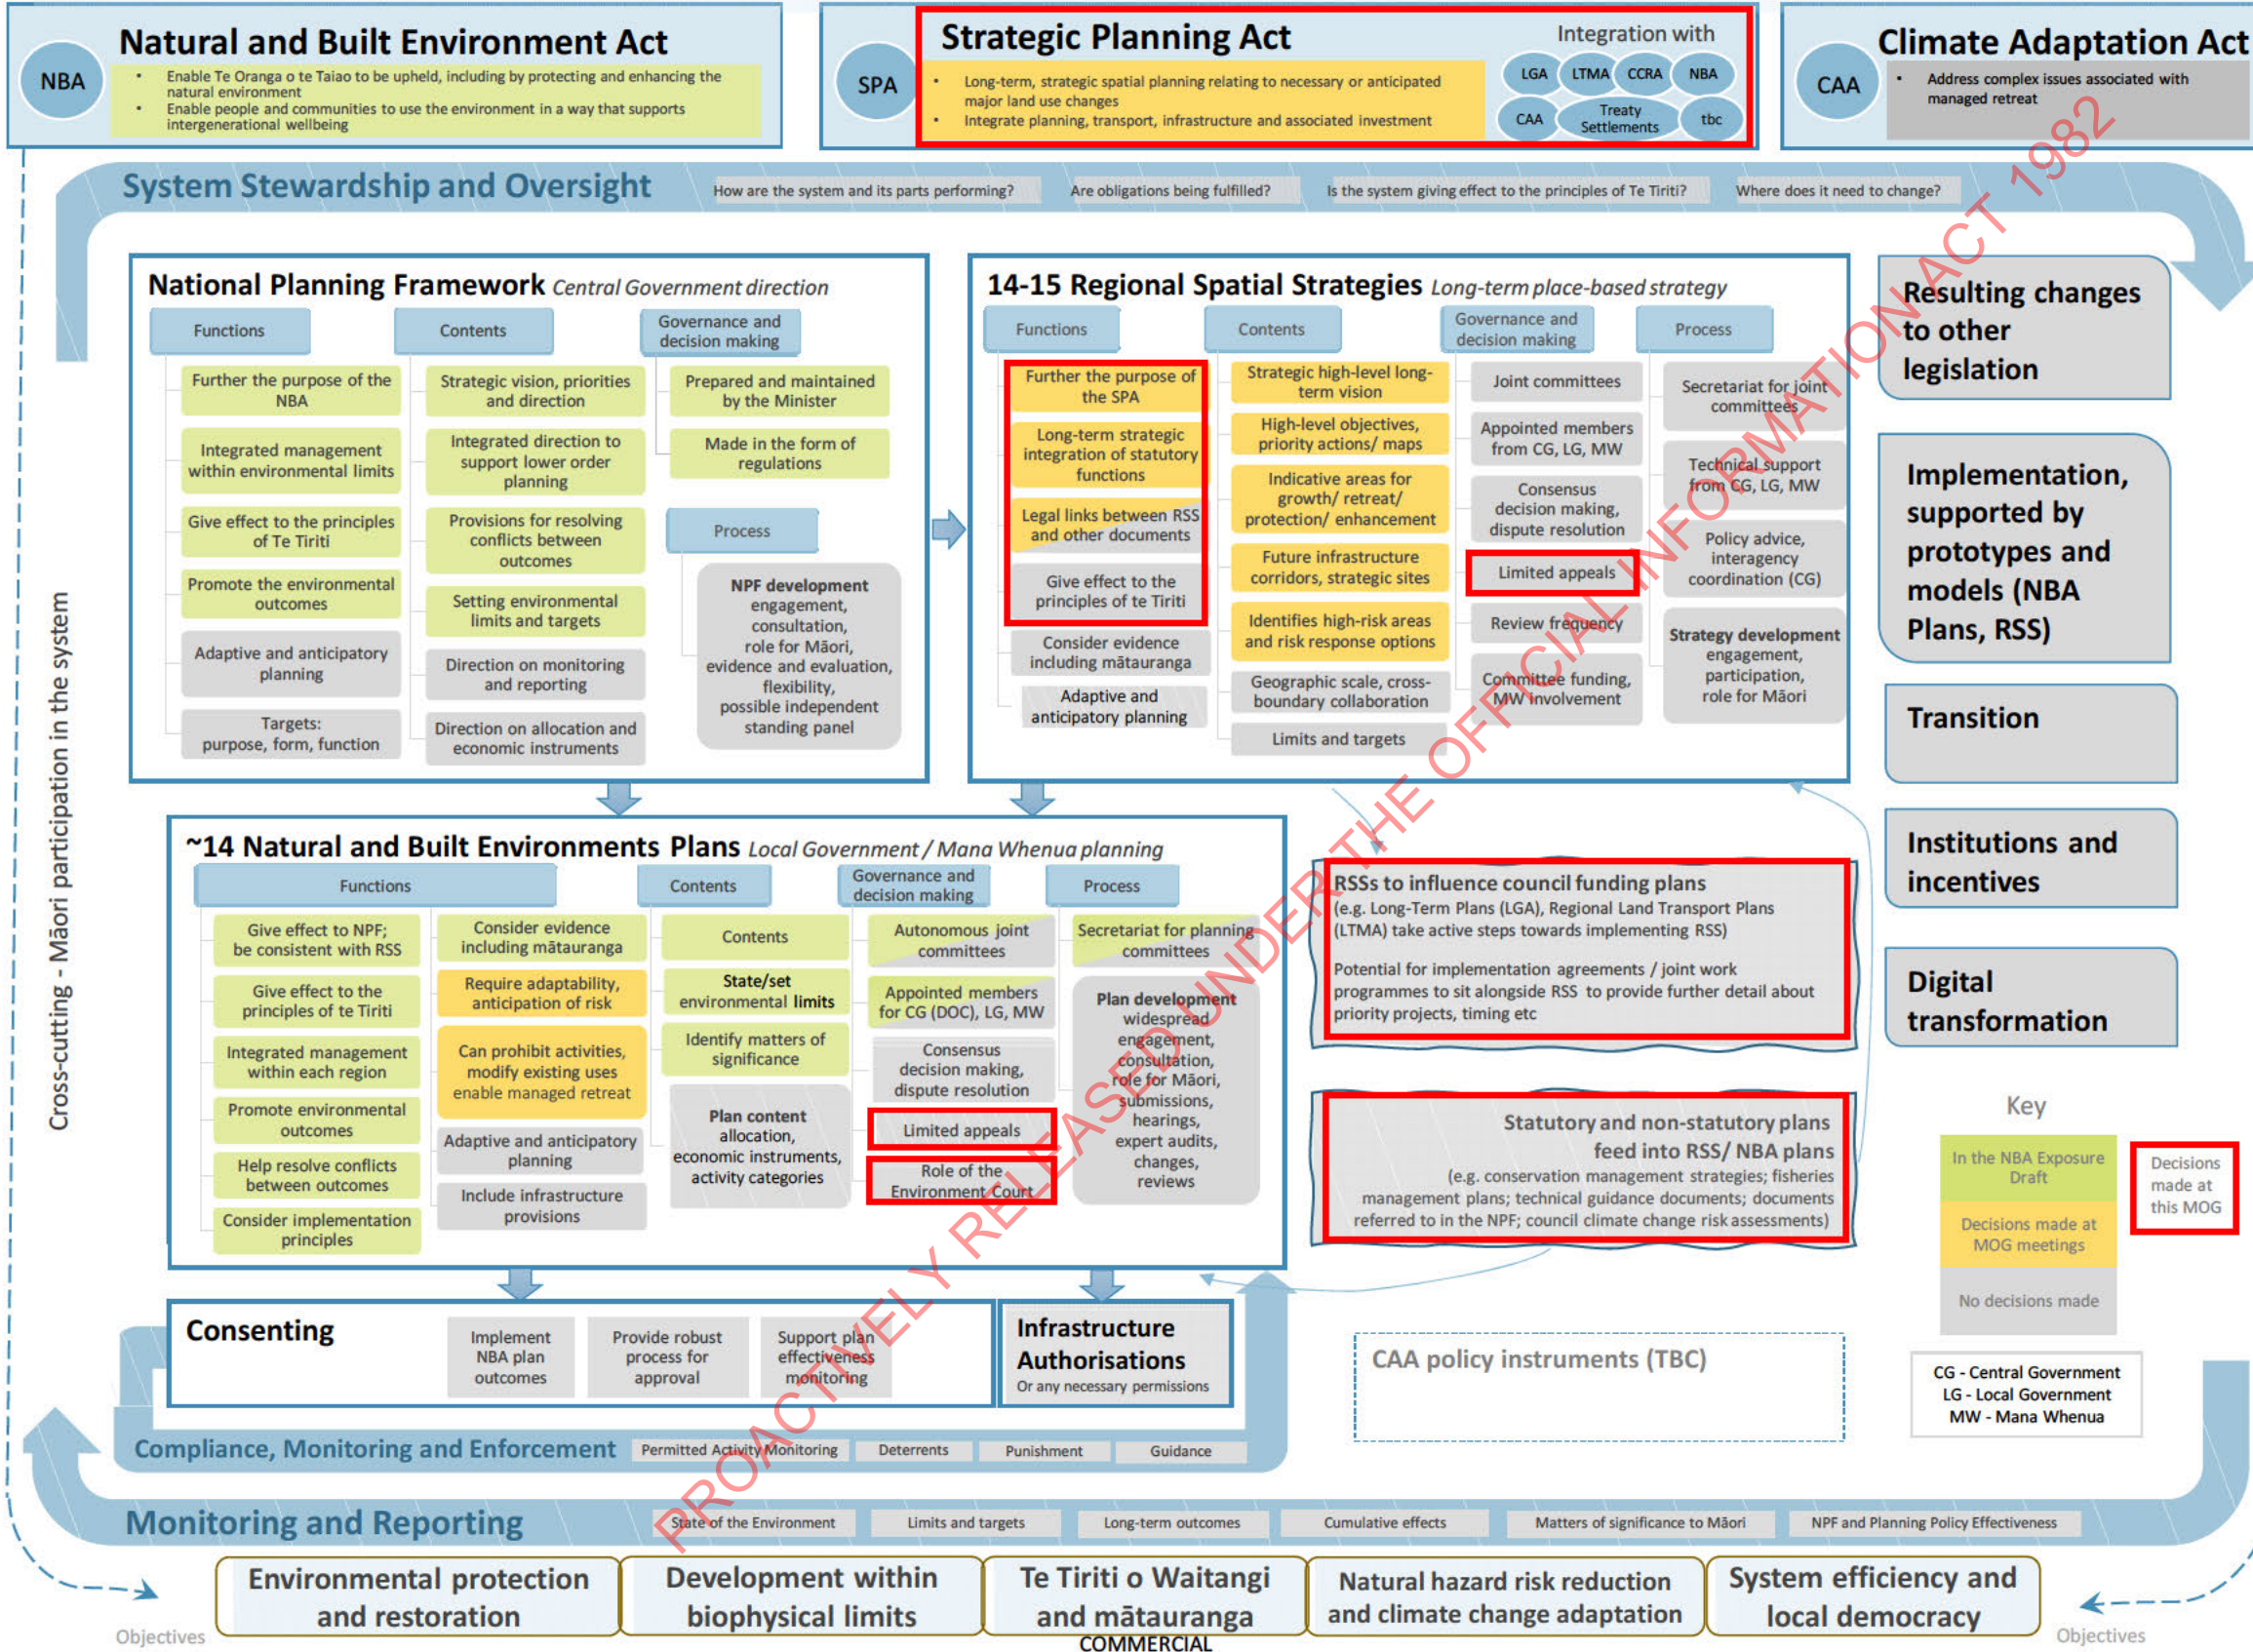 NBA
Natural and Built Environment Act
• Enable Te Oranga o te Taiao to be upheld, including by protecting and enhancing the
natural environment
• Enable people and communities to use the environment in a way that supports
intergenerational wellbeing
SPA
Strategic Planning Act
• Long-term, strategic spatial planning relating to necessary or anticipated
major land use changes
• Integrate planning, transport, infrastructure and associated investment
Integration with
LGA
LTMA
CCRA
NBA
CAA
Treaty
Settlements
tbc
CAA
Climate Adaptation Act
• Address complex issues associated with
managed retreat
System Stewardship and Oversight
How are the system and its parts performing?
Are obligations being fulfilled?
Is the system giving effect to the principles of Te Tiriti?
Where does it need to change?
Cross-cutting - Māori participation in the system
National Planning Framework Central Government direction
Functions
Further the purpose of the
NBA
Integrated management
within environmental limits
Give effect to the principles
of Te Tiriti
Promote the environmental
outcomes
Adaptive and anticipatory
planning
Targets:
purpose, form, function
Contents
Strategic vision, priorities
and direction
Integrated direction to
support lower order
planning
Provisions for resolving
conflicts between
outcomes
Setting environmental
limits and targets
Direction on monitoring
and reporting
Direction on allocation and
economic instruments
Governance and
decision making
Prepared and maintained
by the Minister
Made in the form of
regulations
Process
NPF development
engagement,
consultation,
role for Māori,
evidence and evaluation,
flexibility,
possible independent
standing panel
14-15 Regional Spatial Strategies Long-term place-based strategy
Functions
Further the purpose of
the SPA
Long-term strategic
integration of statutory
functions
Legal links between RSS
and other documents
Give effect to the
principles of te Tiriti
Consider evidence
including mātauranga
Adaptive and
anticipatory planning
Contents
Strategic high-level long-
term vision
High-level objectives,
priority actions/ maps
Indicative areas for
growth/ retreat/
protection/ enhancement
Future infrastructure
corridors, strategic sites
Identifies high-risk areas
and risk response options
Geographic scale, cross-
boundary collaboration
Limits and targets
Governance and
decision making
Joint committees
Appointed members
from CG, LG, MW
Consensus
decision making,
dispute resolution
Limited appeals
Review frequency
Committee funding,
MW involvement
Process
Secretariat for joint
committees
Technical support
from CG, LG, MW
Policy advice,
interagency
coordination (CG)
Strategy development
engagement,
participation,
role for Māori
Resulting changes
to other
legislation
Implementation,
supported by
prototypes and
models (NBA
Plans, RSS)
Transition
Institutions and
incentives
Digital
transformation
~14 Natural and Built Environments Plans Local Government / Mana Whenua planning
Functions
Give effect to NPF;
be consistent with RSS
Give effect to the
principles of te Tiriti
Integrated management
within each region
Promote environmental
outcomes
Help resolve conflicts
between outcomes
Consider implementation
principles
Consider evidence
including mātauranga
Require adaptability,
anticipation of risk
Can prohibit activities,
modify existing uses
enable managed retreat
Adaptive and anticipatory
planning
Include infrastructure
provisions
Contents
Contents
State/set
environmental limits
Identify matters of
significance
Plan content
allocation,
economic instruments,
activity categories
Governance and
decision making
Autonomous joint
committees
Appointed members
for CG (DOC), LG, MW
Consensus
decision making,
dispute resolution
Limited appeals
Role of the
Environment Court
Process
Secretariat for planning
committees
Plan development
widespread
engagement,
consultation,
role for Māori,
submissions,
hearings,
expert audits,
changes,
reviews
RSSs to influence council funding plans
(e.g. Long-Term Plans (LGA), Regional Land Transport Plans
(LTMA) take active steps towards implementing RSS)
Potential for implementation agreements / joint work
programmes to sit alongside RSS to provide further detail about
priority projects, timing etc
Statutory and non-statutory plans
feed into RSS/ NBA plans
(e.g. conservation management strategies; fisheries
management plans; technical guidance documents; documents
referred to in the NPF; council climate change risk assessments)
Key
In the NBA Exposure
Draft
Decisions made at
MOG meetings
No decisions made
Decisions
made at
this MOG
CG - Central Government
LG - Local Government
MW - Mana Whenua
Consenting
Implement
NBA plan
outcomes
Provide robust
process for
approval
Support plan
effectiveness
monitoring
Infrastructure
Authorisations
Or any necessary permissions
CAA policy instruments (TBC)
Compliance, Monitoring and Enforcement
Permitted Activity Monitoring
Deterrents
Punishment
Guidance
Monitoring and Reporting
State of the Environment
Limits and targets
Long-term outcomes
Cumulative effects
Matters of significance to Māori
NPF and Planning Policy Effectiveness
Objectives
Environmental protection
and restoration
Development within
biophysical limits
Te Tiriti o Waitangi
and mātauranga
Natural hazard risk reduction
and climate change adaptation
System efficiency and
local democracy
Objectives
COMMERCIAL
PROACTIVELY RELEASED UNDER THE OFFICIAL INFORMATION ACT 1982